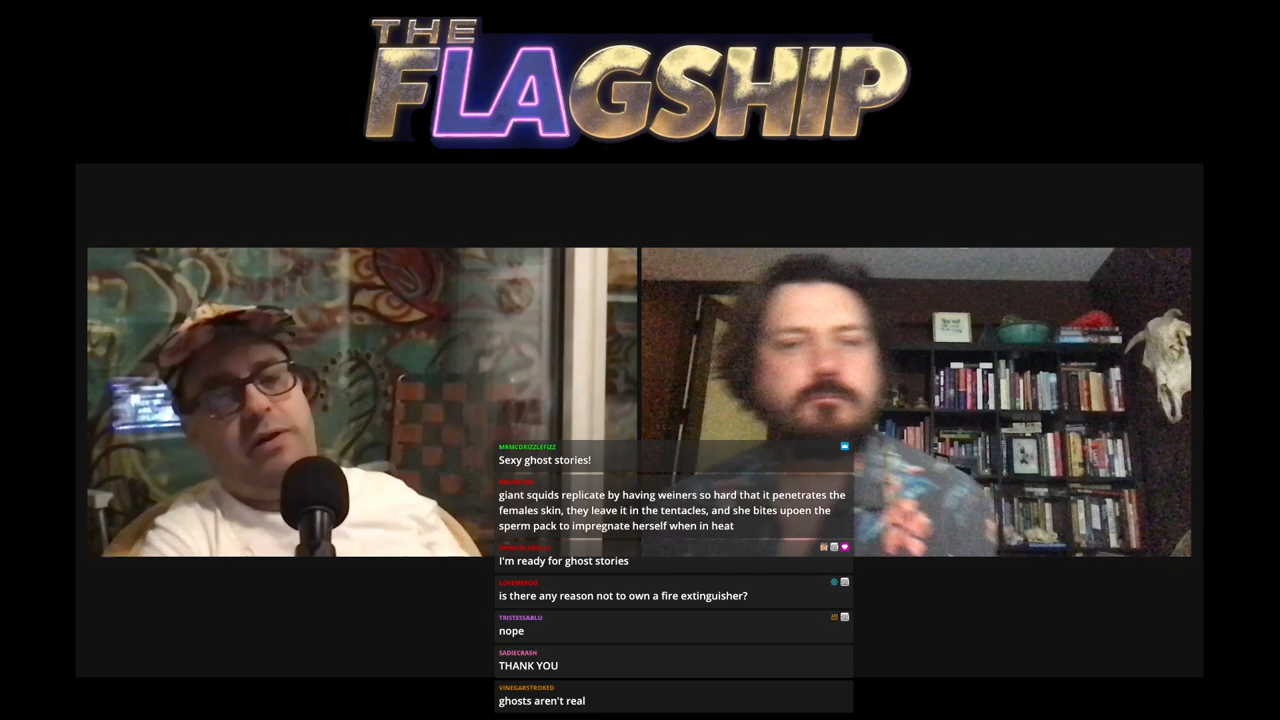 THE
FLAGSHIP
MRMCDRIZZLEFIZZ
Sexy ghost stories!
giant squids replicate by having weiners so hard that it penetrates the
females skin, they leave it in the tentacles, and she bites upoen the
sperm pack to impregnate herself when in heat
I'm ready for ghost stories
LOVEMEPOO
is there any reason not to own a fire extinguisher?
TRISTESSABLU
nope
SADIECRASH
THANK YOU
VINEGARSTROKED
ghosts aren't real